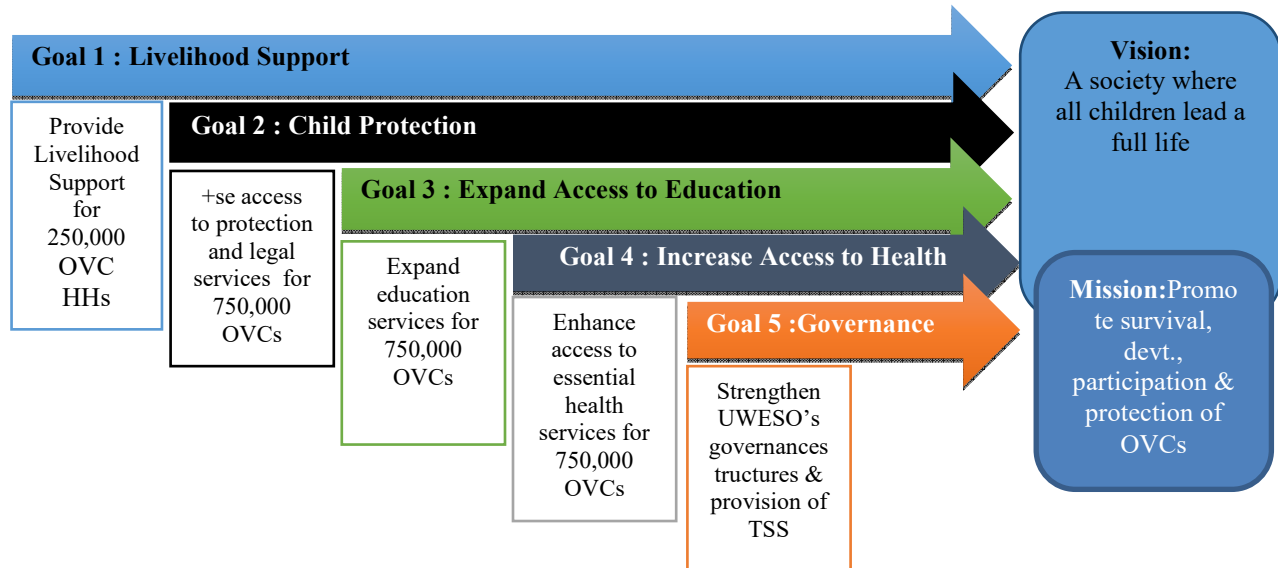 Goal 1 : Livelihood Support
Provide
Livelihood
Support
for
250,000
OVC
HHs
Goal 2 : Child Protection
+se access
to protection
and legal
services for
750,000
OVCs
Goal 3 : Expand Access to Education
Expand
education
services for
750,000
OVCs
Goal 4 : Increase Access to Health
Enhance
access to
essential
health
services for
750,000
OVCs
Goal 5 :Governance
Strengthen
UWESO’s
governances
tructures &
provision of
TSS
Vision:
A society where
all children lead a
full life
Mission:Promo
te survival,
devt.,
participation &
protection of
OVCs